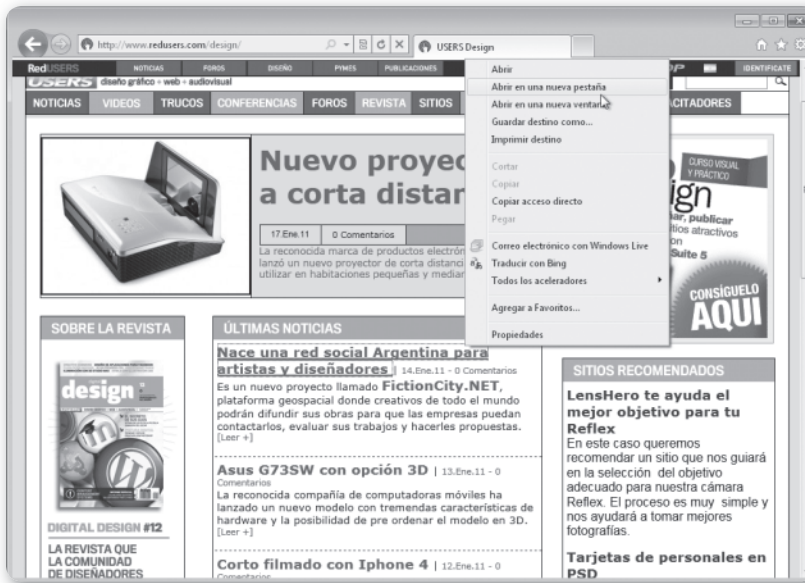 http://www.redusers.com/design/
USERS Design
RedUSERS NOTICIAS FOROS DISEÑO PYMES PUBLICACIONES IDENTIFICATE
USERS diseño gráfico + web + audiovisual
NOTICIAS VIDEOS TRUCOS CONFERENCIAS FOROS REVISTA SITIOS CITADORES
Abrir
Abrir en una nueva pestaña
Abrir en una nueva ventana
Guardar destino como...
Imprimir destino
Cortar
Copiar
Copiar acceso directo
Pegar
Correo electrónico con Windows Live
Traducir con Bing
Todos los aceleradores
Agregar a Favoritos...
Propiedades
Nuevo proyec
a corta distan
17.Ene.11 0 Comentarios
La reconocida marca de productos electrón
lanzó un nuevo proyector de corta distanci
utilizar en habitaciones pequeñas y median
CURSO VISUAL
Y PRÁCTICO
ign
ar, publicar
itios atractivos
on
Suite 5
CONSÍGUELO
AQUI
SOBRE LA REVISTA
design
DIGITAL DESIGN #12
LA REVISTA QUE
LA COMUNIDAD
DE DISEÑADORES
ÚLTIMAS NOTICIAS
Nace una red social Argentina para
artistas y diseñadores | 14.Ene.11 - 0 Comentarios
Es un nuevo proyecto llamado FictionCity.NET,
plataforma geospacial donde creativos de todo el mundo
podrán difundir sus obras para que las empresas puedan
contactarlos, evaluar sus trabajos y hacerles propuestas.
[Leer +]
Asus G73SW con opción 3D | 13.Ene.11 - 0
Comentarios
La reconocida compañía de computadoras móviles ha
lanzado un nuevo modelo con tremendas características de
hardware y la posibilidad de pre ordenar el modelo en 3D.
[Leer +]
Corto filmado con Iphone 4 | 12.Ene.11 - 0
Comentarios
SITIOS RECOMENDADOS
LensHero te ayuda el
mejor objetivo para tu
Reflex
En este caso queremos
recomendar un sitio que nos guiará
en la selección del objetivo
adecuado para nuestra cámara
Reflex. El proceso es muy simple y
nos ayudará a tomar mejores
fotografías.
Tarjetas de personales en
PSD